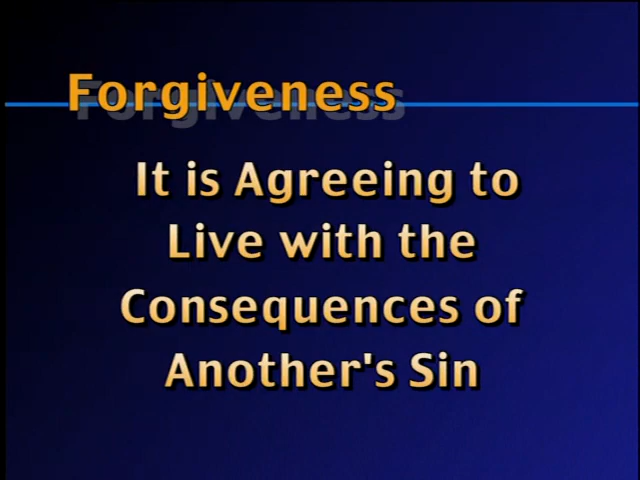 Forgiveness
It is Agreeing to
Live with the
Consequences of
Another's Sin